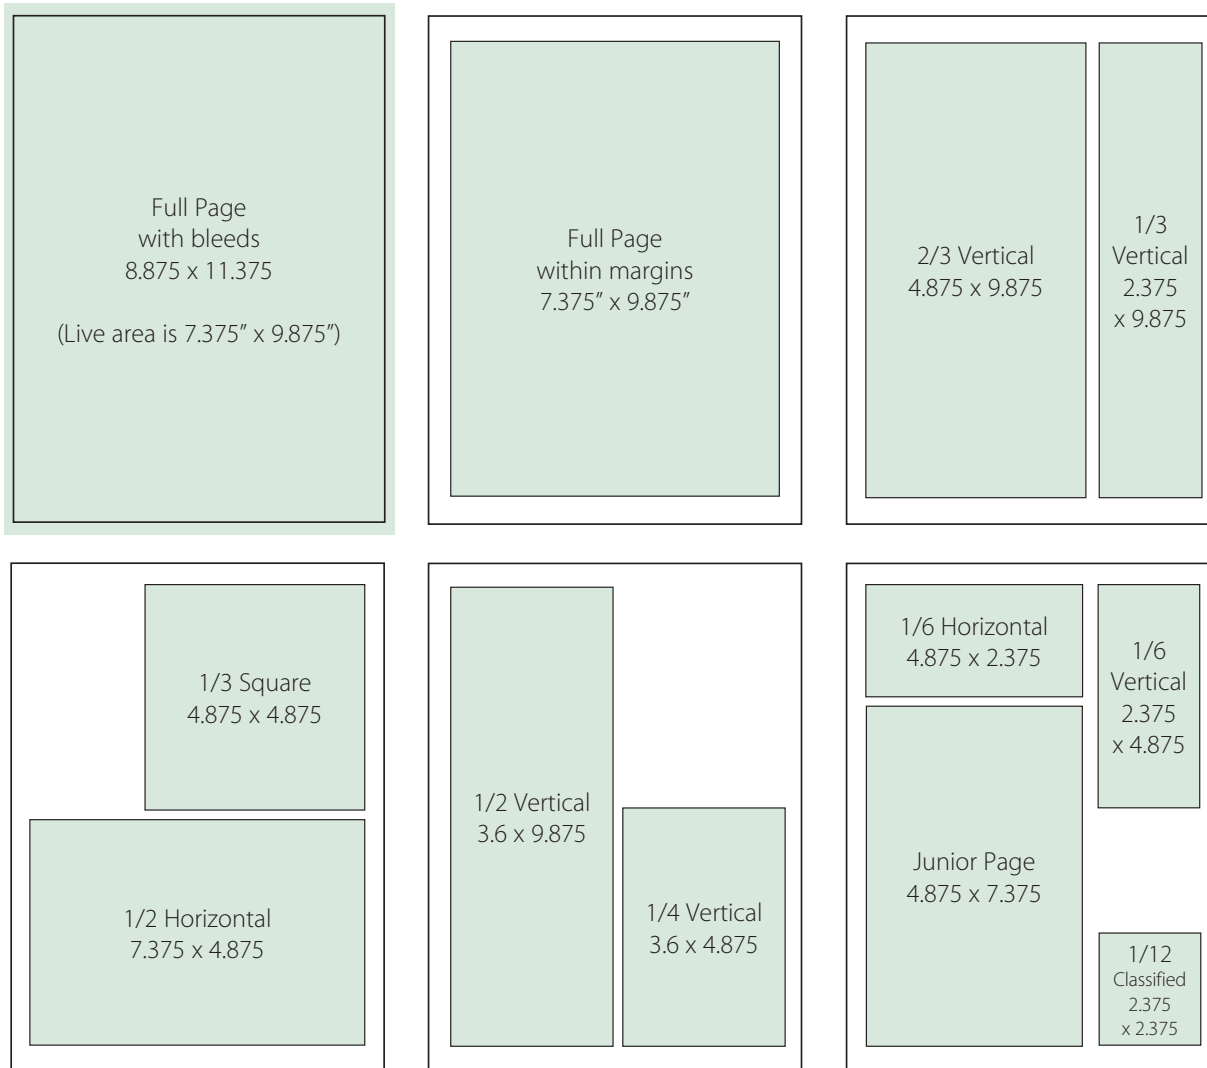 Full Page
with bleeds
8.875 x 11.375
(Live area is 7.375” x 9.875”)
Full Page
within margins
7.375” x 9.875”
2/3 Vertical
4.875 x 9.875
1/3
Vertical
2.375
x 9.875
1/3 Square
4.875 x 4.875
1/2 Horizontal
7.375 x 4.875
1/2 Vertical
3.6 x 9.875
1/4 Vertical
3.6 x 4.875
1/6 Horizontal
4.875 x 2.375
1/6
Vertical
2.375
x 4.875
Junior Page
4.875 x 7.375
1/12
Classified
2.375
x 2.375